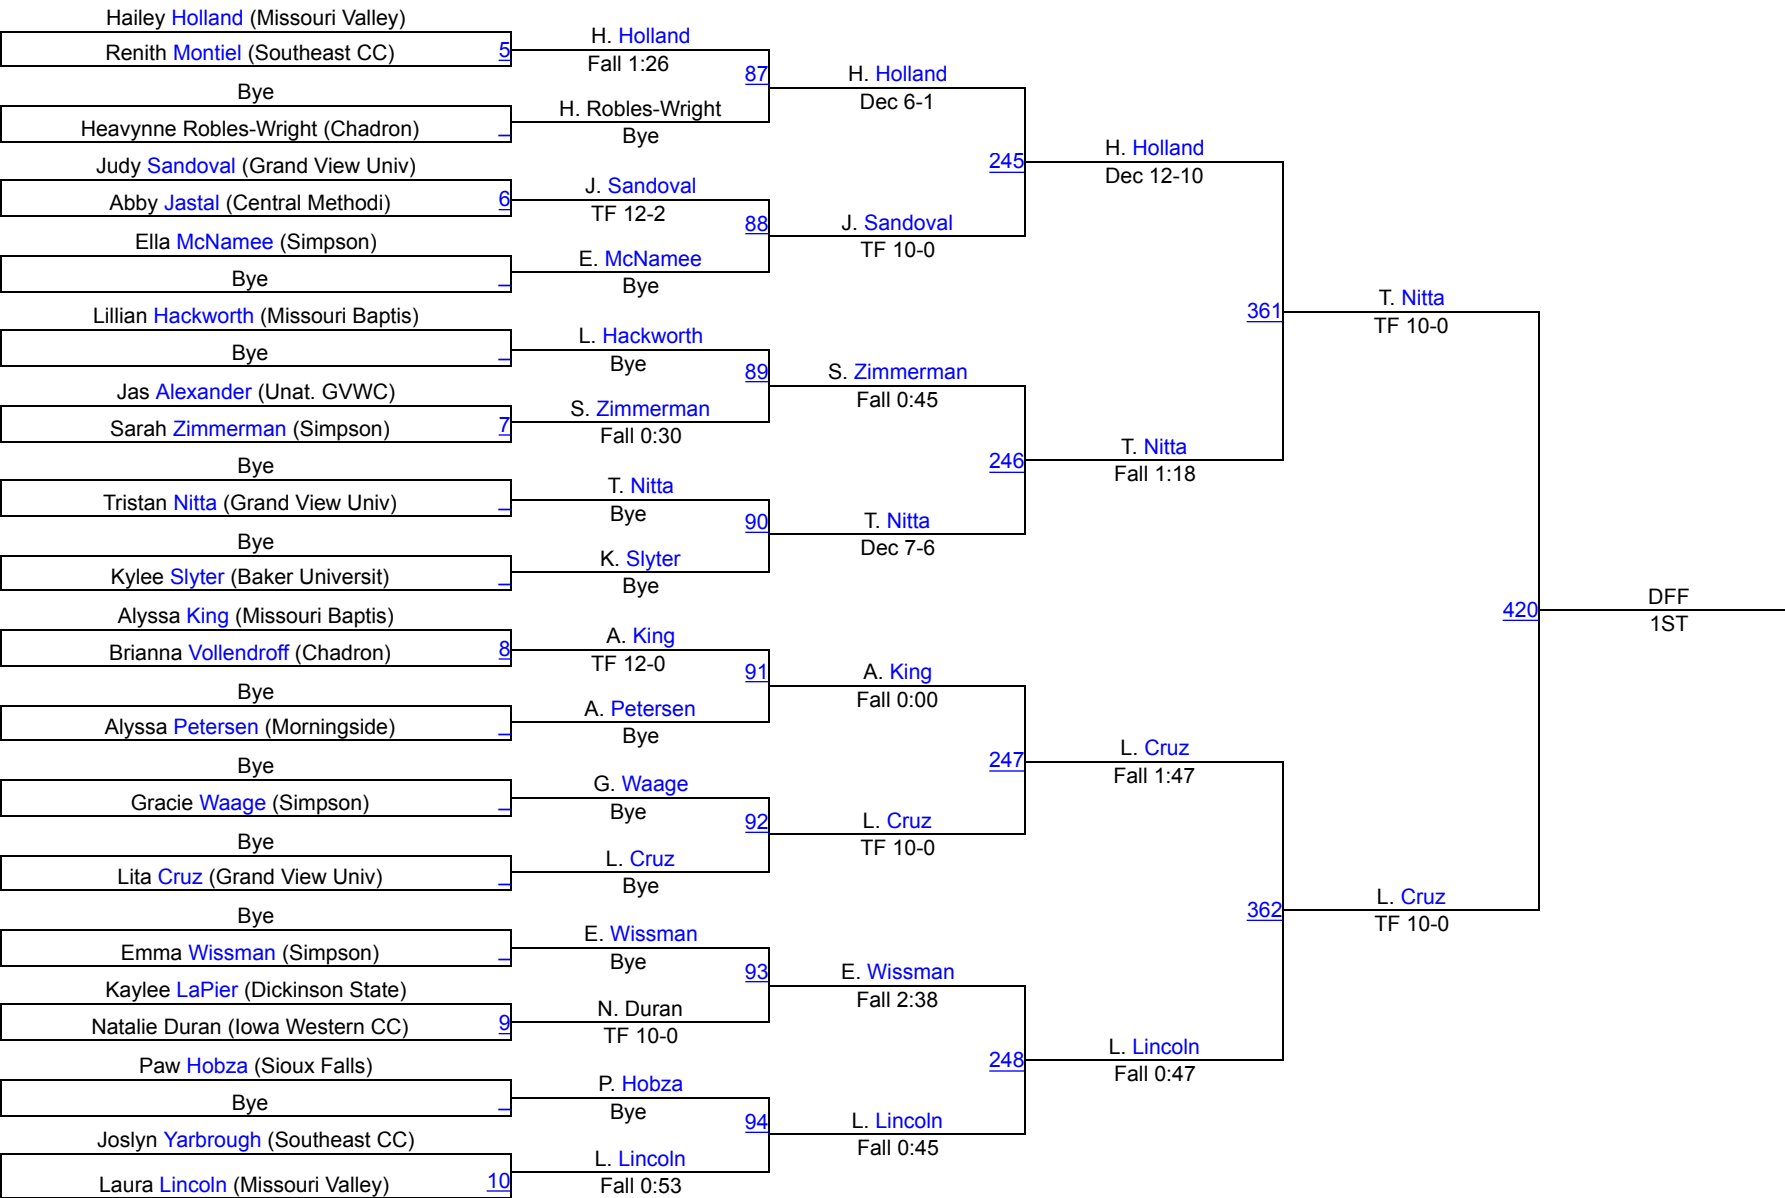 Hailey Holland (Missouri Valley)
Renith Montiel (Southeast CC)
5
Bye
Heavynne Robles-Wright (Chadron)
Judy Sandoval (Grand View Univ)
Abby Jastal (Central Methodi)
6
Ella McNamee (Simpson)
Bye
Lillian Hackworth (Missouri Baptis)
Bye
Jas Alexander (Unat. GVWC)
Sarah Zimmerman (Simpson)
7
Bye
Tristan Nitta (Grand View Univ)
Bye
Kylee Slyter (Baker Universit)
Alyssa King (Missouri Baptis)
Brianna Vollendroff (Chadron)
8
Bye
Alyssa Petersen (Morningside)
Bye
Gracie Waage (Simpson)
Bye
Lita Cruz (Grand View Univ)
Bye
Emma Wissman (Simpson)
Kaylee LaPier (Dickinson State)
Natalie Duran (Iowa Western CC)
9
Paw Hobza (Sioux Falls)
Bye
Joslyn Yarbrough (Southeast CC)
Laura Lincoln (Missouri Valley)
10
H. Holland
Fall 1:26
87
H. Robles-Wright
Bye
J. Sandoval
TF 12-2
88
E. McNamee
Bye
L. Hackworth
Bye
89
S. Zimmerman
Fall 0:30
T. Nitta
Bye
90
K. Slyter
Bye
A. King
TF 12-0
91
A. Petersen
Bye
G. Waage
Bye
92
L. Cruz
Bye
E. Wissman
Bye
93
N. Duran
TF 10-0
P. Hobza
Bye
94
L. Lincoln
Fall 0:53
H. Holland
Dec 6-1
245
J. Sandoval
TF 10-0
S. Zimmerman
Fall 0:45
246
T. Nitta
Dec 7-6
A. King
Fall 0:00
247
L. Cruz
TF 10-0
E. Wissman
Fall 2:38
248
L. Lincoln
Fall 0:45
H. Holland
Dec 12-10
361
T. Nitta
Fall 1:18
L. Cruz
Fall 1:47
362
L. Lincoln
Fall 0:47
T. Nitta
TF 10-0
420
L. Cruz
TF 10-0
DFF
1ST